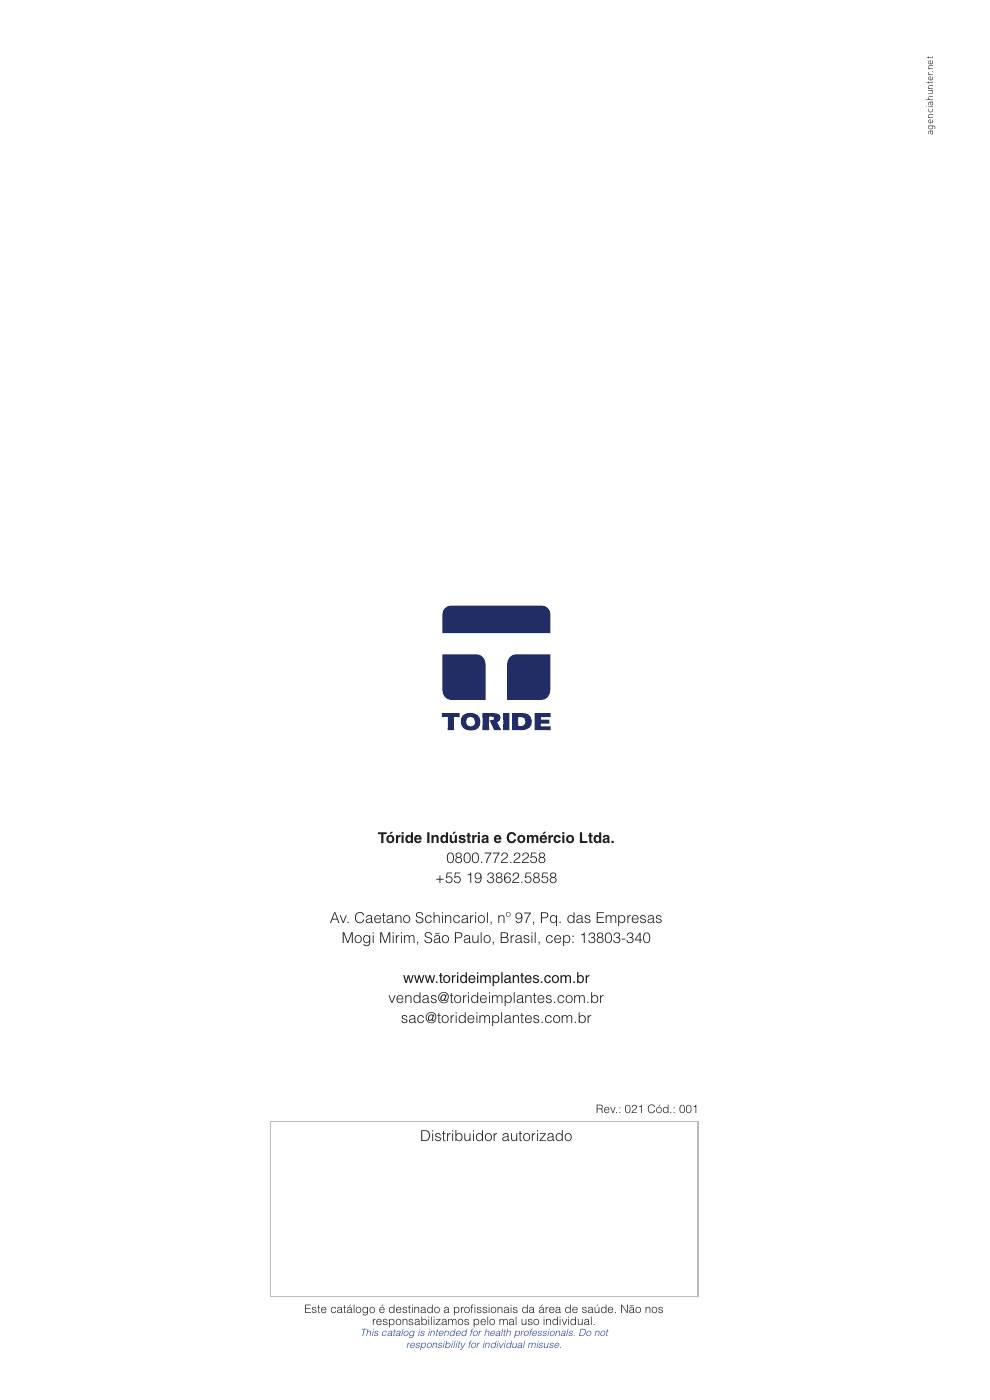 agenciahunter.net
TORIDE
Tóride Indústria e Comércio Ltda.
0800.772.2258
+55 19 3862.5858
Av. Caetano Schincariol, nº 97, Pq. das Empresas
Mogi Mirim, São Paulo, Brasil, cep: 13803-340
www.torideimplantes.com.br
vendas@torideimplantes.com.br
sac@torideimplantes.com.br
Rev.: 021 Cód.: 001
Distribuidor autorizado
Este catálogo é destinado a profissionais da área de saúde. Não nos
responsabilizamos pelo mal uso individual.
This catalog is intended for health professionals. Do not
responsibility for individual misuse.